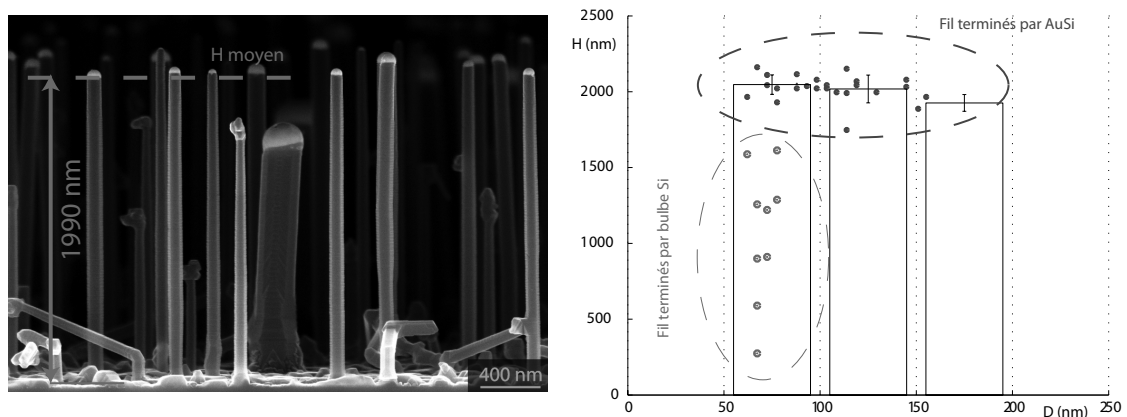 H moyen
1990 nm
400 nm
2500
H (nm)
2000
1500
1000
500
0
Fil terminés par AuSi
Fil terminés par bulbe Si
0
50
100
150
200
250
D (nm)